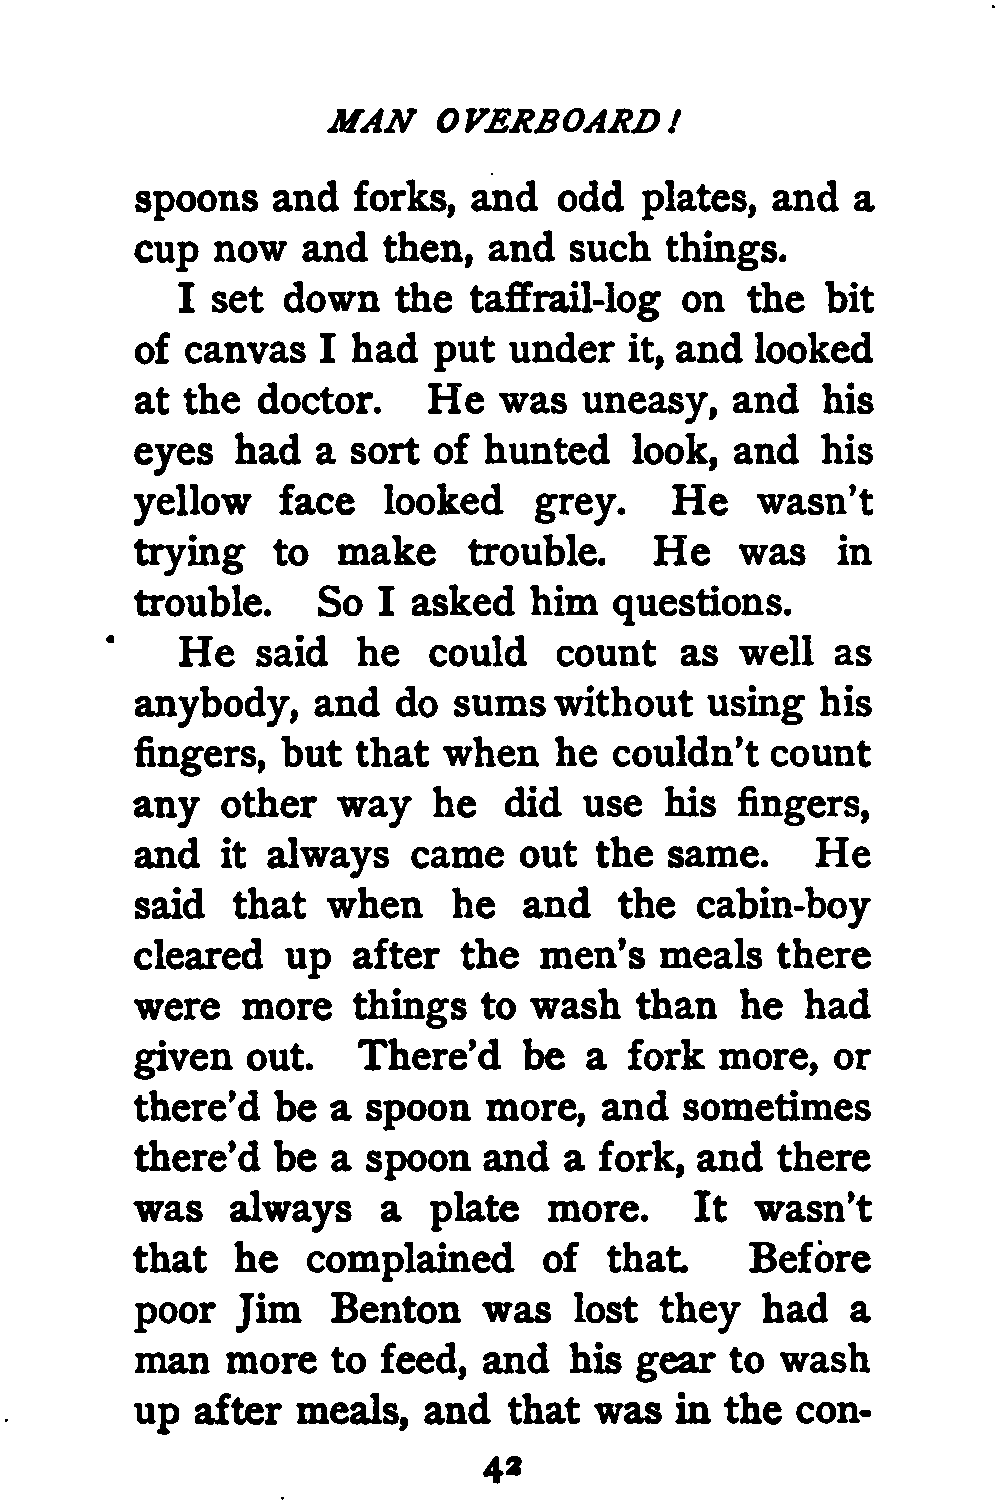 MAN OVERBOARD!
spoons and forks, and odd plates, and a
cup now and then, and such things.
I set down the taffrail-log on the bit
of canvas I had put under it, and looked
at the doctor. He was uneasy, and his
eyes had a sort of hunted look, and his
yellow face looked grey. He wasn't
trying to make trouble. He was in
trouble. So I asked him questions.
He said he could count as well as
anybody, and do sums without using his
fingers, but that when he couldn't count
any other way he did use his fingers,
and it always came out the same. He
said that when he and the cabin-boy
cleared up after the men's meals there
were more things to wash than he had
given out. There'd be a fork more, or
there'd be a spoon more, and sometimes
there'd be a spoon and a fork, and there
was always a plate more. It wasn't
that he complained of that. Before
poor Jim Benton was lost they had a
man more to feed, and his gear to wash
up after meals, and that was in the con-
42